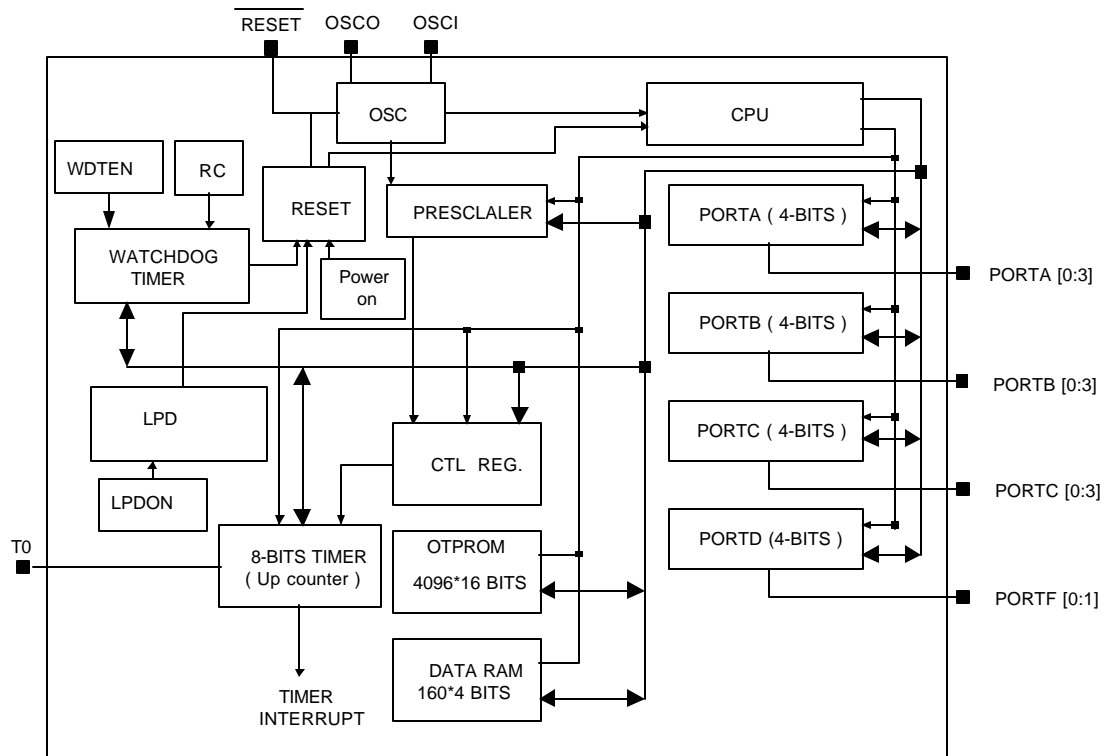 RESET
OSCO
OSCI
OSC
CPU
WDTEN
RC
RESET
PRESCLALER
PORTA ( 4-BITS )
WATCHDOG
TIMER
Power
on
PORTA [0:3]
PORTB ( 4-BITS )
PORTB [0:3]
LPD
PORTC ( 4-BITS )
CTL REG.
LPDON
PORTC [0:3]
T0
8-BITS TIMER
( Up counter )
OTPROM
4096*16 BITS
PORTD (4-BITS )
PORTF [0:1]
DATA RAM
160*4 BITS
TIMER
INTERRUPT